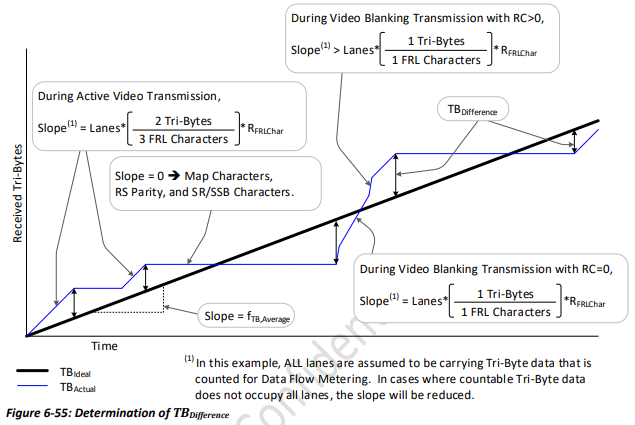 During Video Blanking Transmission with RC>0,
Slope(1) > Lanes*[1 Tri-Bytes / 1 FRL Characters]*RFRLChar
During Active Video Transmission,
Slope(1) = Lanes*[2 Tri-Bytes / 3 FRL Characters]*RFRLChar
TBDifference
Slope = 0 ➔ Map Characters,
RS Parity, and SR/SSB Characters.
Received Tri-Bytes
During Video Blanking Transmission with RC=0,
Slope(1) = Lanes*[1 Tri-Bytes / 1 FRL Characters]*RFRLChar
Slope = fTB,Average
Time
TBIdeal
TBActual
(1) In this example, ALL lanes are assumed to be carrying Tri-Byte data that is
counted for Data Flow Metering. In cases where countable Tri-Byte data
does not occupy all lanes, the slope will be reduced.
Confident
Figure 6-55: Determination of TBDifference